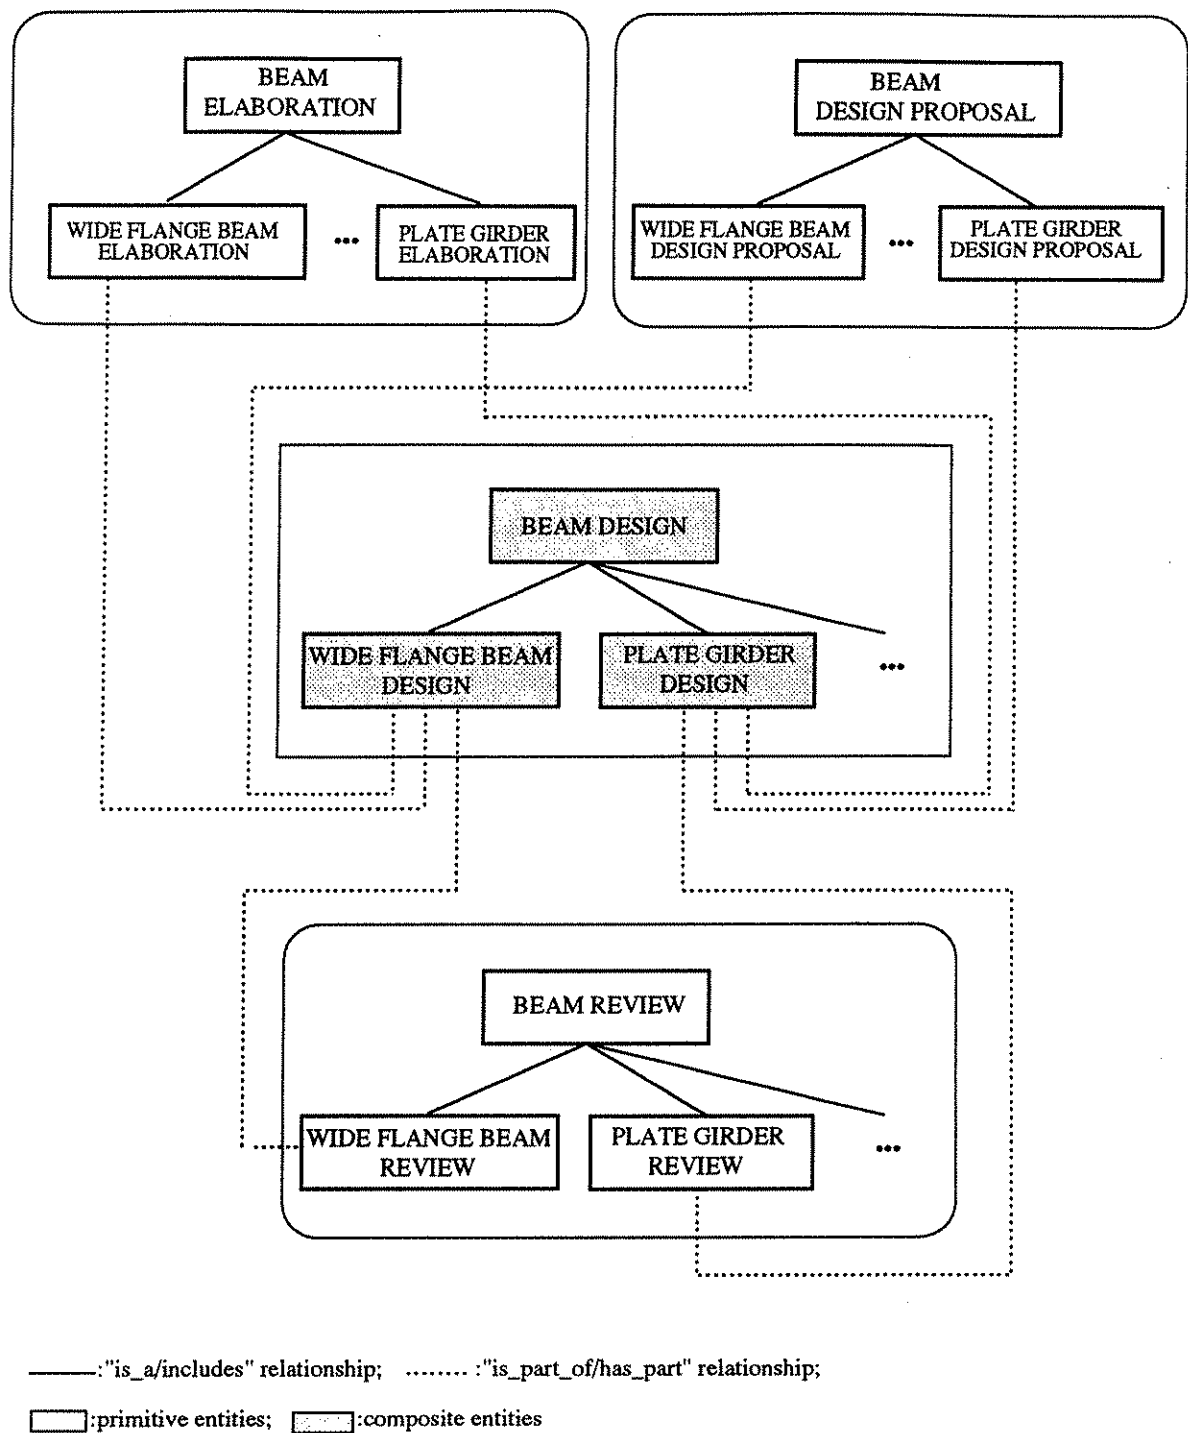 BEAM
ELABORATION
WIDE FLANGE BEAM
ELABORATION
...
PLATE GIRDER
ELABORATION
BEAM
DESIGN PROPOSAL
WIDE FLANGE BEAM
DESIGN PROPOSAL
...
PLATE GIRDER
DESIGN PROPOSAL
BEAM DESIGN
WIDE FLANGE BEAM
DESIGN
PLATE GIRDER
DESIGN
...
BEAM REVIEW
WIDE FLANGE BEAM
REVIEW
PLATE GIRDER
REVIEW
...
:"is_a/includes" relationship; :"is_part_of/has_part" relationship;
:primitive entities; :composite entities